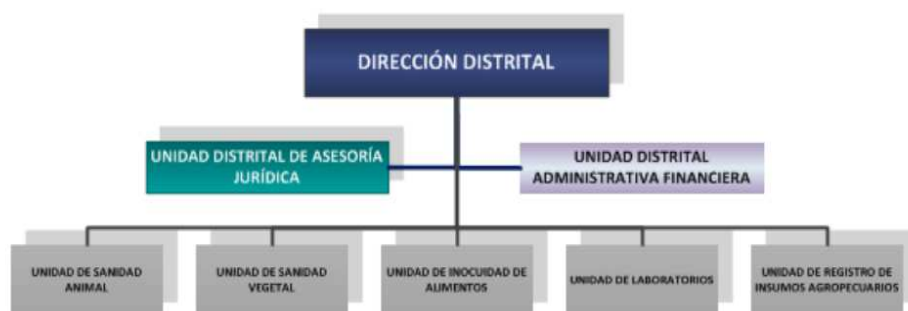 DIRECCIÓN DISTRITAL
UNIDAD DISTRITAL DE ASESORÍA
JURÍDICA
UNIDAD DISTRITAL
ADMINISTRATIVA FINANCIERA
UNIDAD DE SANIDAD
ANIMAL
UNIDAD DE SANIDAD
VEGETAL
UNIDAD DE INOCUIDAD DE
ALIMENTOS
UNIDAD DE LABORATORIOS
UNIDAD DE REGISTRO DE
INSUMOS AGROPECUARIOS